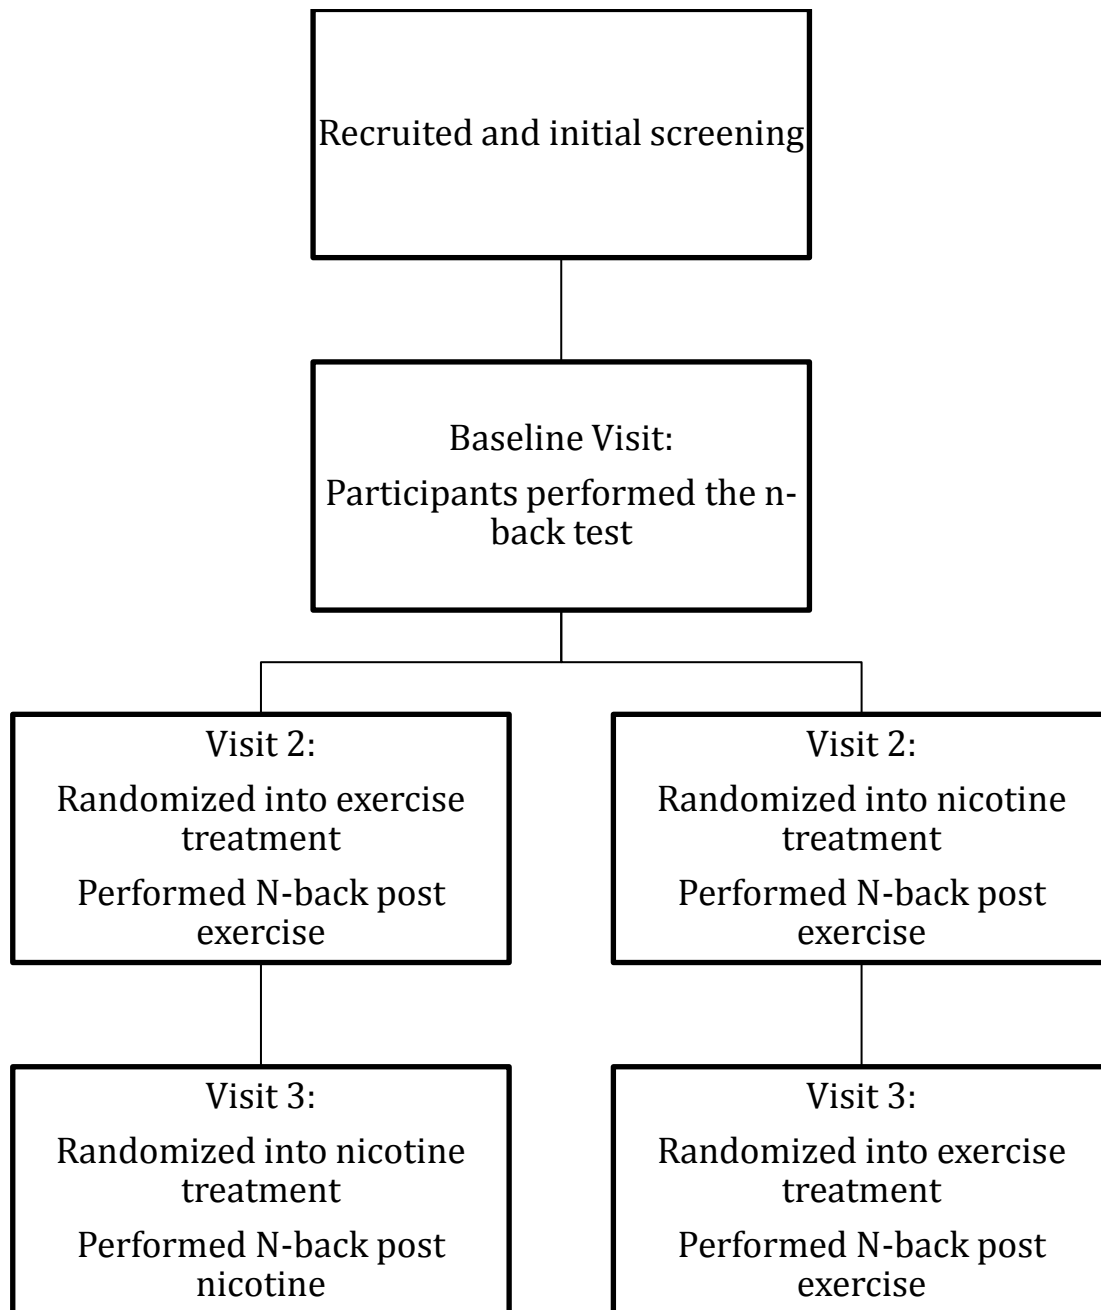 Recruited and initial screening
Baseline Visit:
Participants performed the n-
back test
Visit 2:
Randomized into exercise
treatment
Performed N-back post
exercise
Visit 2:
Randomized into nicotine
treatment
Performed N-back post
exercise
Visit 3:
Randomized into nicotine
treatment
Performed N-back post
nicotine
Visit 3:
Randomized into exercise
treatment
Performed N-back post
exercise